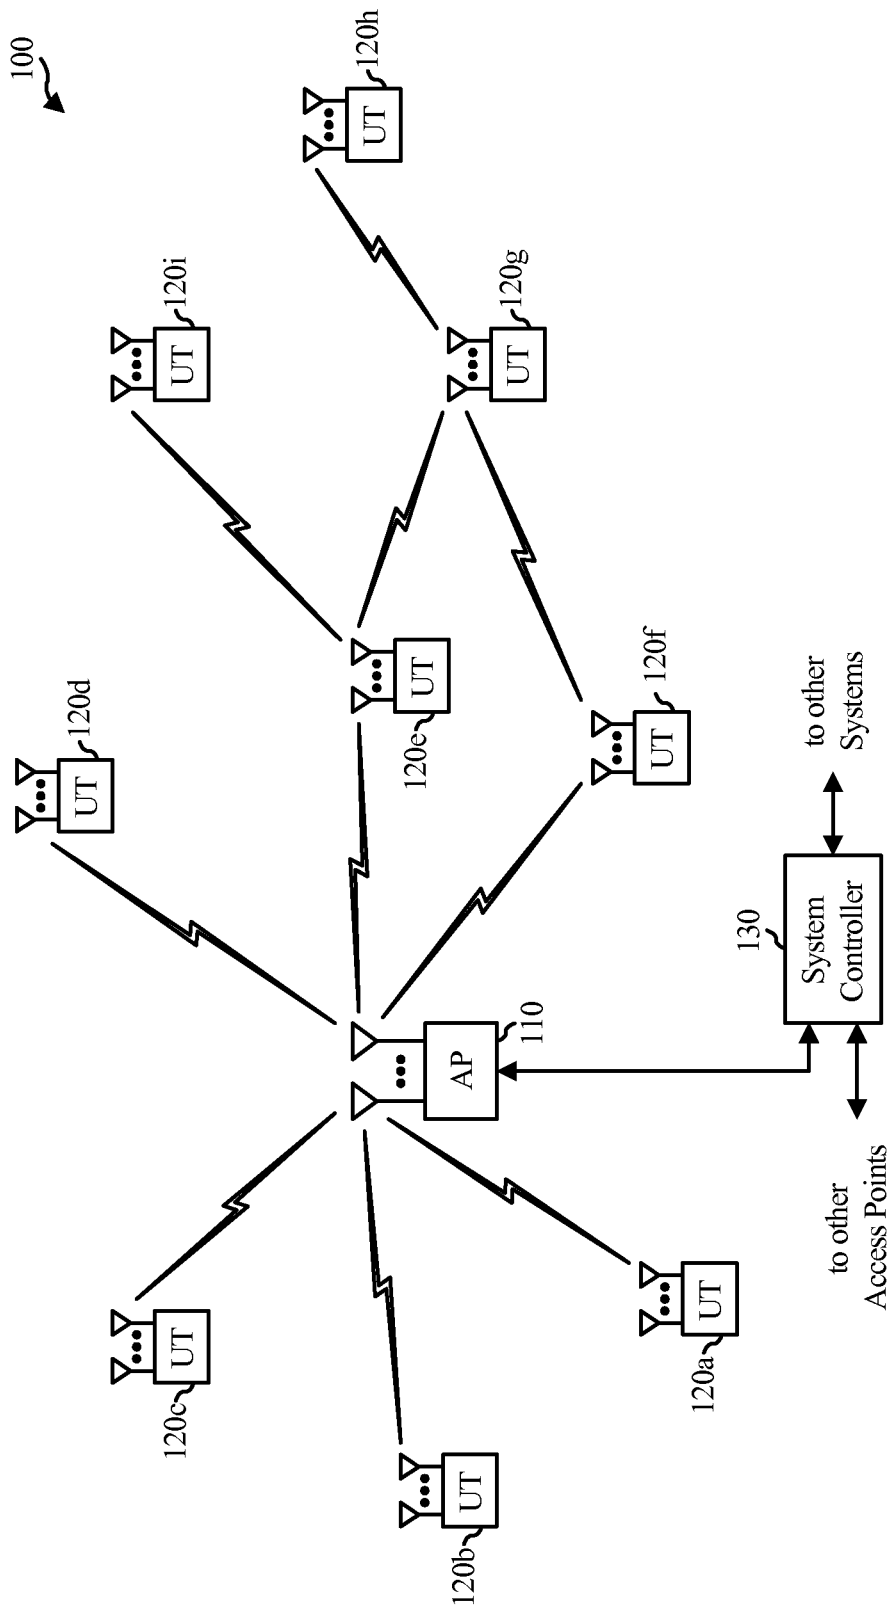 100
120d
UT
120i
UT
120h
UT
120c
UT
120e
UT
120g
UT
120b
UT
AP
110
120f
UT
120a
UT
130
System
Controller
to other
Systems
to other
Access Points